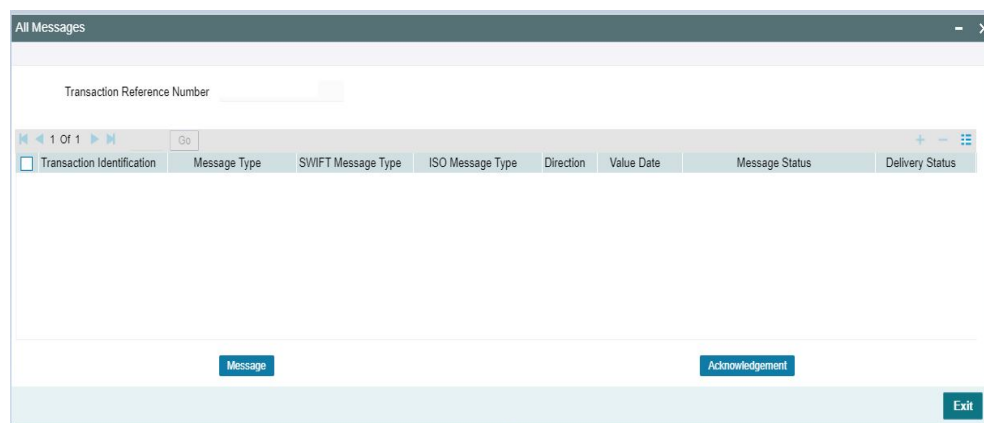 All Messages
Transaction Reference Number
1 Of 1 Go
Transaction Identification Message Type SWIFT Message Type ISO Message Type Direction Value Date Message Status Delivery Status
Message Acknowledgement
Exit